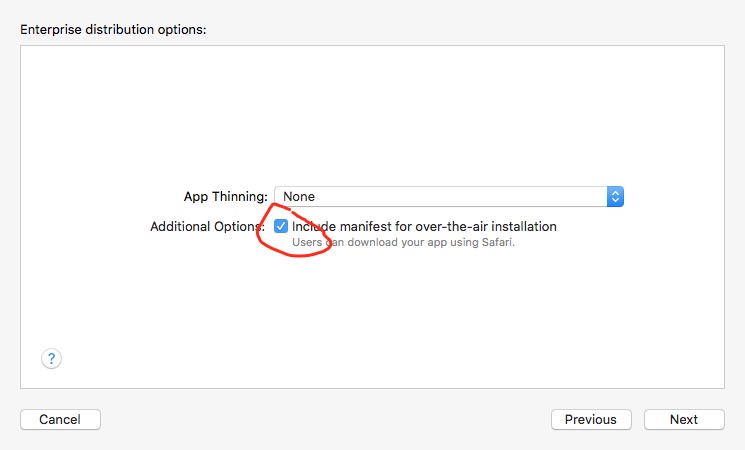 Enterprise distribution options:
App Thinning: None
Additional Options: Include manifest for over-the-air installation
Users can download your app using Safari.
?
Cancel Previous Next